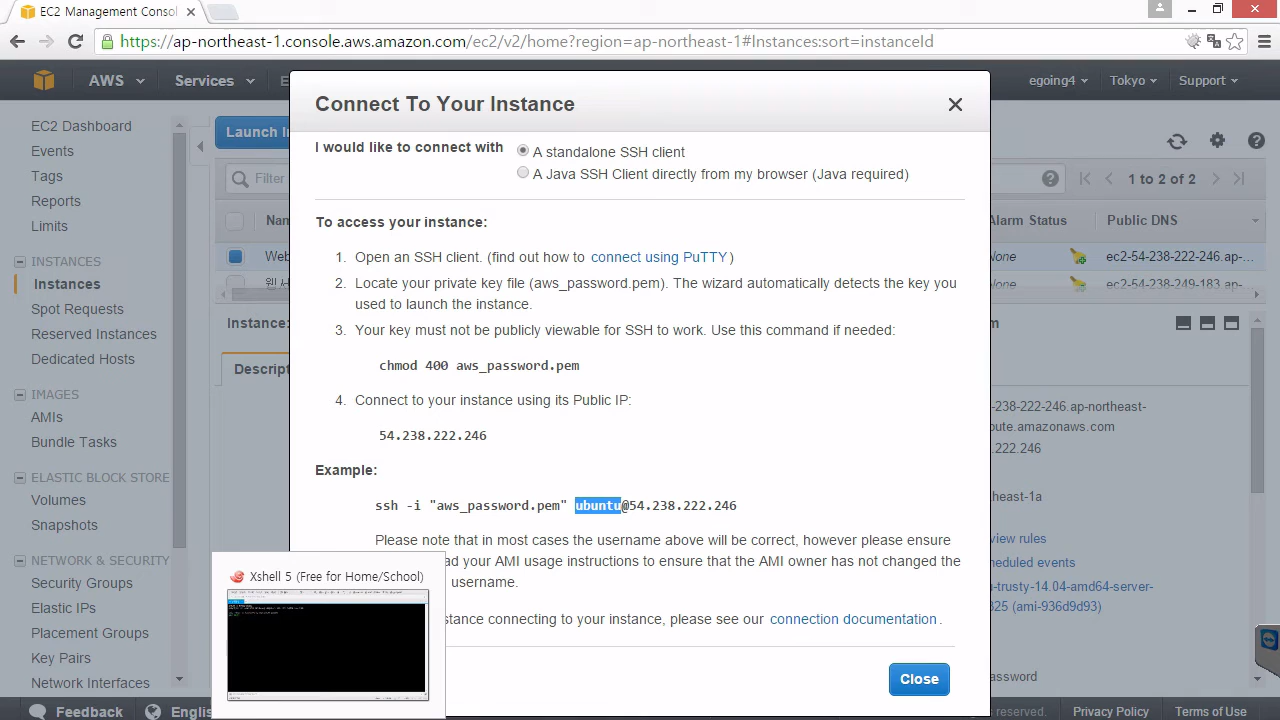 EC2 Management Consol
https://ap-northeast-1.console.aws.amazon.com/ec2/v2/home?region=ap-northeast-1#Instances:sort=instanceId
AWS Services E egoing4 Tokyo Support
EC2 Dashboard
Events
Tags
Reports
Limits
INSTANCES
Instances
Spot Requests
Reserved Instances
Dedicated Hosts
IMAGES
AMIs
Bundle Tasks
ELASTIC BLOCK STORE
Volumes
Snapshots
NETWORK & SECURITY
Security Groups
Elastic IPs
Placement Groups
Key Pairs
Network Interfaces
Launch I
Filter
1 to 2 of 2
Nam
Alarm Status Public DNS
Web
None ec2-54-238-222-246.ap-...
None ec2-54-238-249-183.ap-...
Instance:
Descript
Connect To Your Instance
I would like to connect with
A standalone SSH client
A Java SSH Client directly from my browser (Java required)
To access your instance:
1. Open an SSH client. (find out how to connect using PuTTY)
2. Locate your private key file (aws_password.pem). The wizard automatically detects the key you
used to launch the instance.
3. Your key must not be publicly viewable for SSH to work. Use this command if needed:
chmod 400 aws_password.pem
4. Connect to your instance using its Public IP:
54.238.222.246
Example:
ssh -i "aws_password.pem" ubuntu@54.238.222.246
Please note that in most cases the username above will be correct, however please ensure
ad your AMI usage instructions to ensure that the AMI owner has not changed the
username.
stance connecting to your instance, please see our connection documentation.
Close
-238-222-246.ap-northeast-
pute.amazonaws.com
.222.246
heast-1a
view rules
heduled events
-trusty-14.04-amd64-server-
325 (ami-936d9d93)
assword
Xshell 5 (Free for Home/School)
Feedback Englis
reserved. Privacy Policy Terms of Use